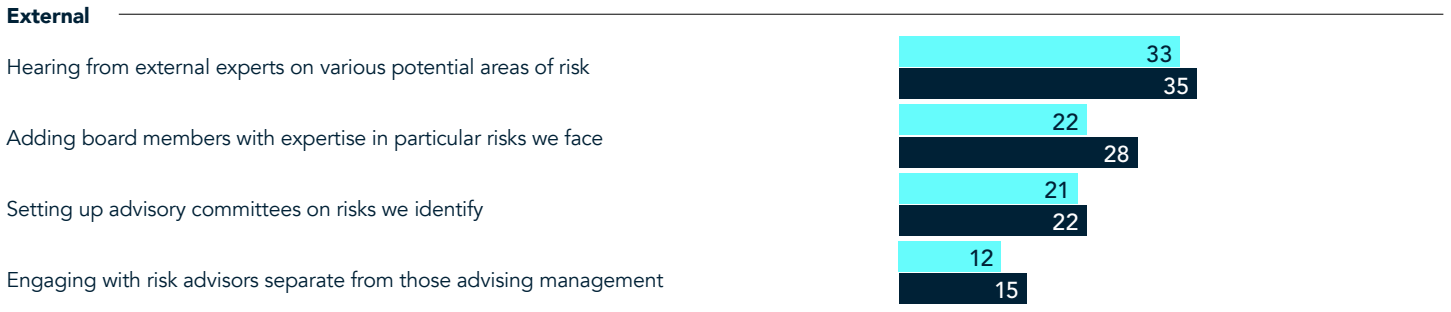 External
Hearing from external experts on various potential areas of risk
33
35
Adding board members with expertise in particular risks we face
22
28
Setting up advisory committees on risks we identify
21
22
Engaging with risk advisors separate from those advising management
12
15